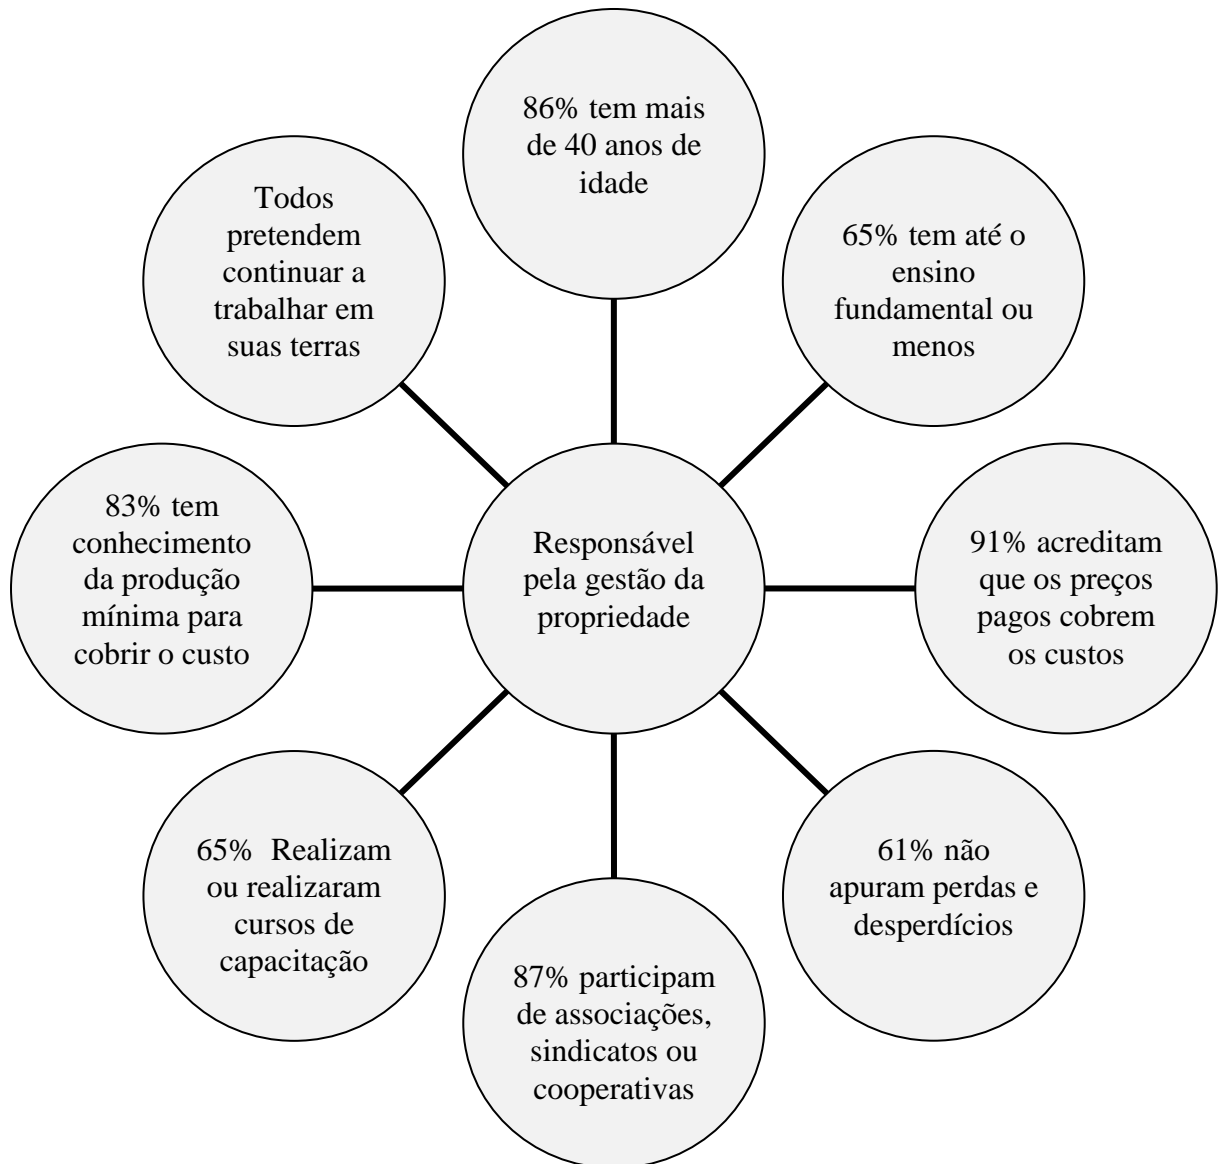 86% tem mais
de 40 anos de
idade
65% tem até o
ensino
fundamental ou
menos
91% acreditam
que os preços
pagos cobrem
os custos
61% não
apuram perdas e
desperdícios
87% participam
de associações,
sindicatos ou
cooperativas
65%  Realizam
ou realizaram
cursos de
capacitação
83% tem
conhecimento
da produção
mínima para
cobrir o custo
Todos
pretendem
continuar a
trabalhar em
suas terras
Responsável
pela gestão da
propriedade